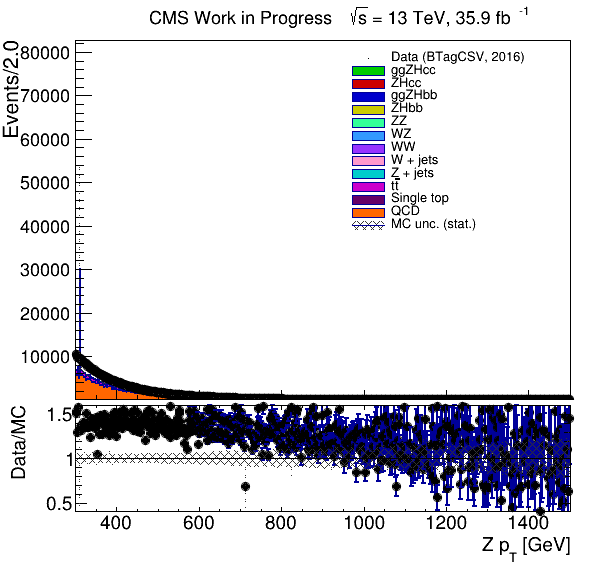 CMS Work in Progress √s = 13 TeV, 35.9 fb⁻¹
Events/2.0
80000
70000
60000
50000
40000
30000
20000
10000
Data (BTagCSV, 2016)
ggZHcc
ZHcc
ggZHbb
ZHbb
ZZ
WZ
WW
W + jets
Z + jets
tt̅
Single top
QCD
MC unc. (stat.)
Data/MC
1.5
1
0.5
400 600 800 1000 1200 1400
Z p_T [GeV]